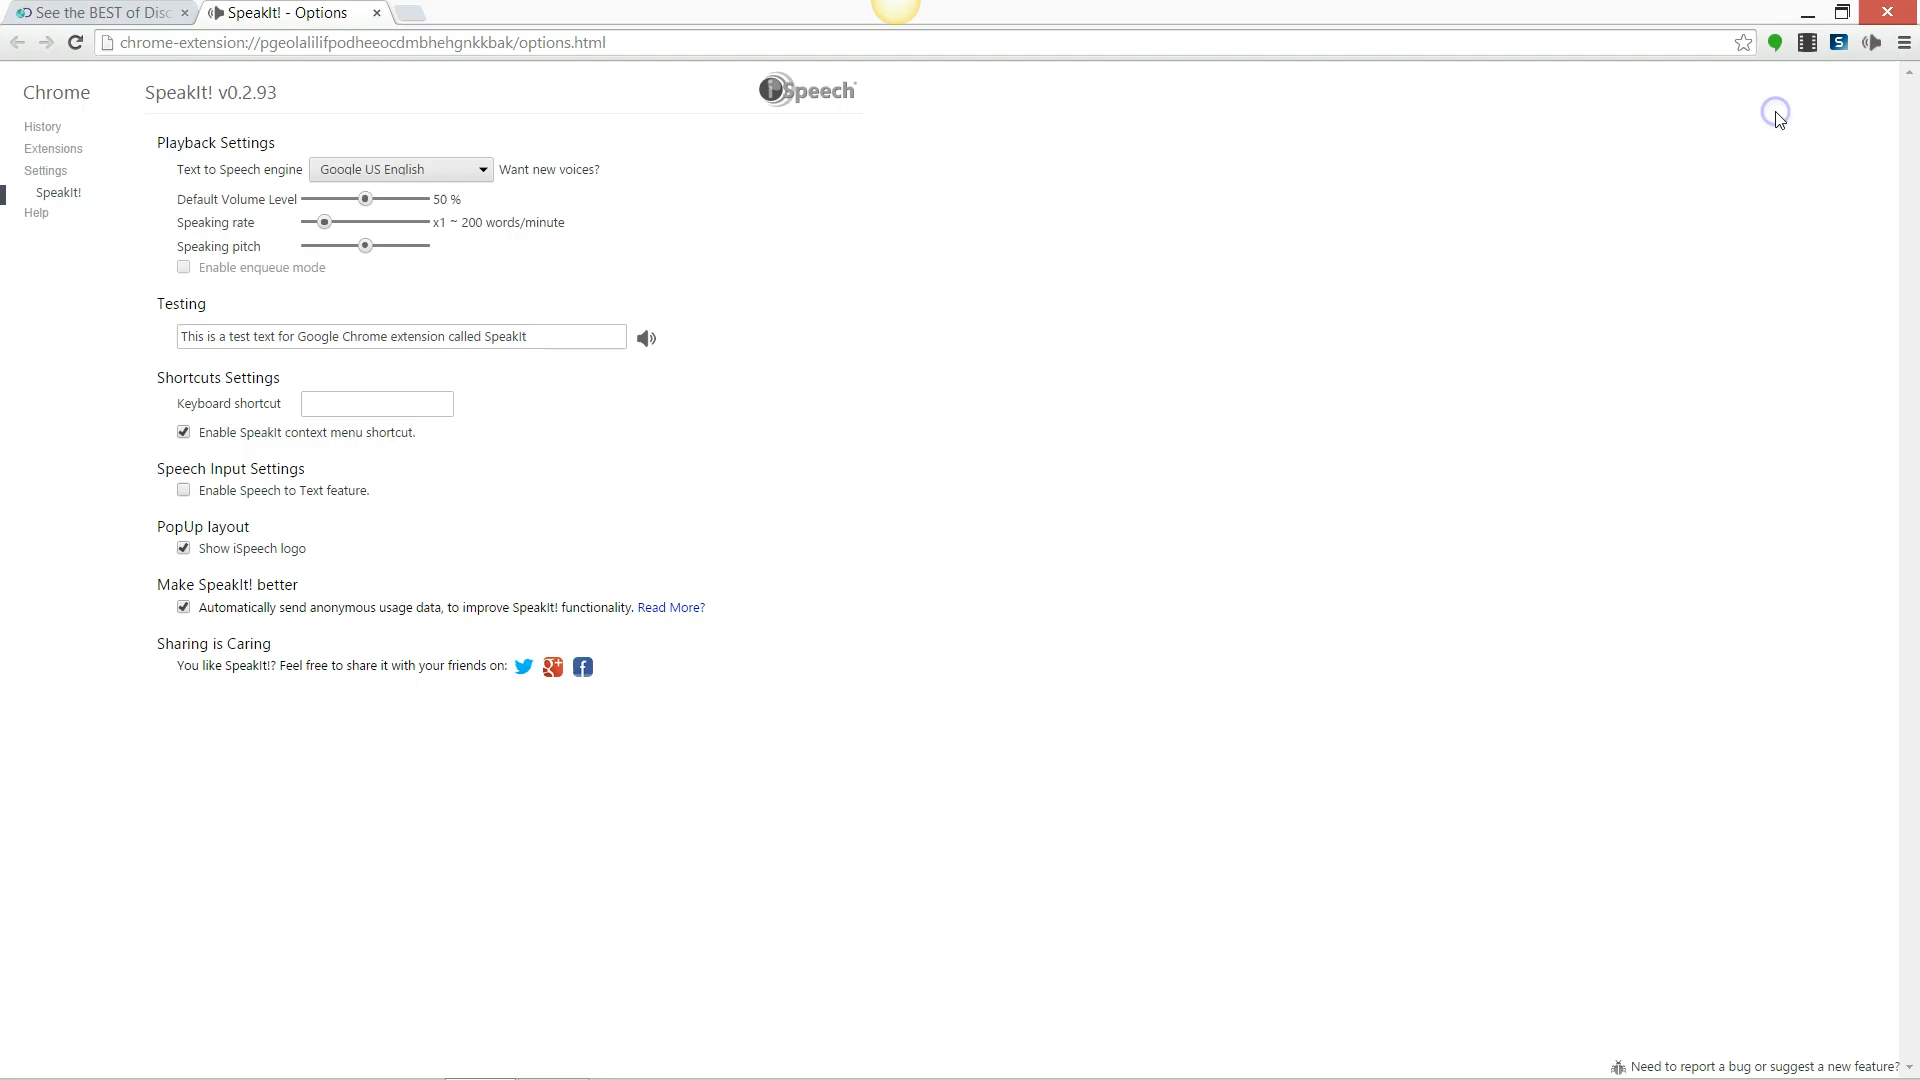 See the BEST of Disc
SpeakIt! - Options
chrome-extension://pgeolalilifpodheeocdmbhehgnkkbak/options.html
Chrome
SpeakIt! v0.2.93
iSpeech
History
Extensions
Settings
SpeakIt!
Help
Playback Settings
Text to Speech engine Google US English Want new voices?
Default Volume Level 50 %
Speaking rate x1 ~ 200 words/minute
Speaking pitch
Enable enqueue mode
Testing
This is a test text for Google Chrome extension called SpeakIt
Shortcuts Settings
Keyboard shortcut
Enable SpeakIt context menu shortcut.
Speech Input Settings
Enable Speech to Text feature.
PopUp layout
Show iSpeech logo
Make SpeakIt! better
Automatically send anonymous usage data, to improve SpeakIt! functionality. Read More?
Sharing is Caring
You like SpeakIt!? Feel free to share it with your friends on:
Need to report a bug or suggest a new feature?